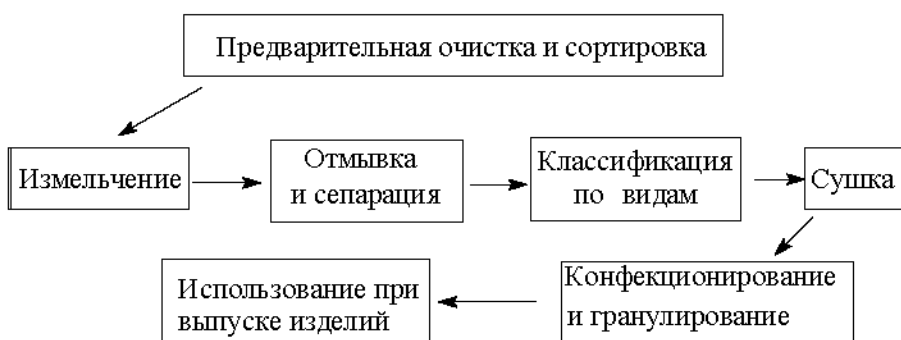 Предварительная очистка и сортировка
Измельчение
Отмывка
и сепарация
Классификация
по видам
Сушка
Конфекционирование
и гранулирование
Использование при
выпуске изделий